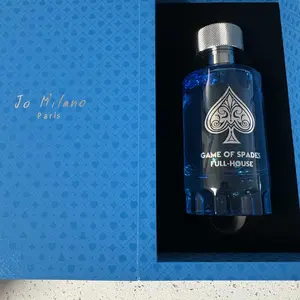 Jo Milano
Paris
GAME OF SPADES
FULL-HOUSE